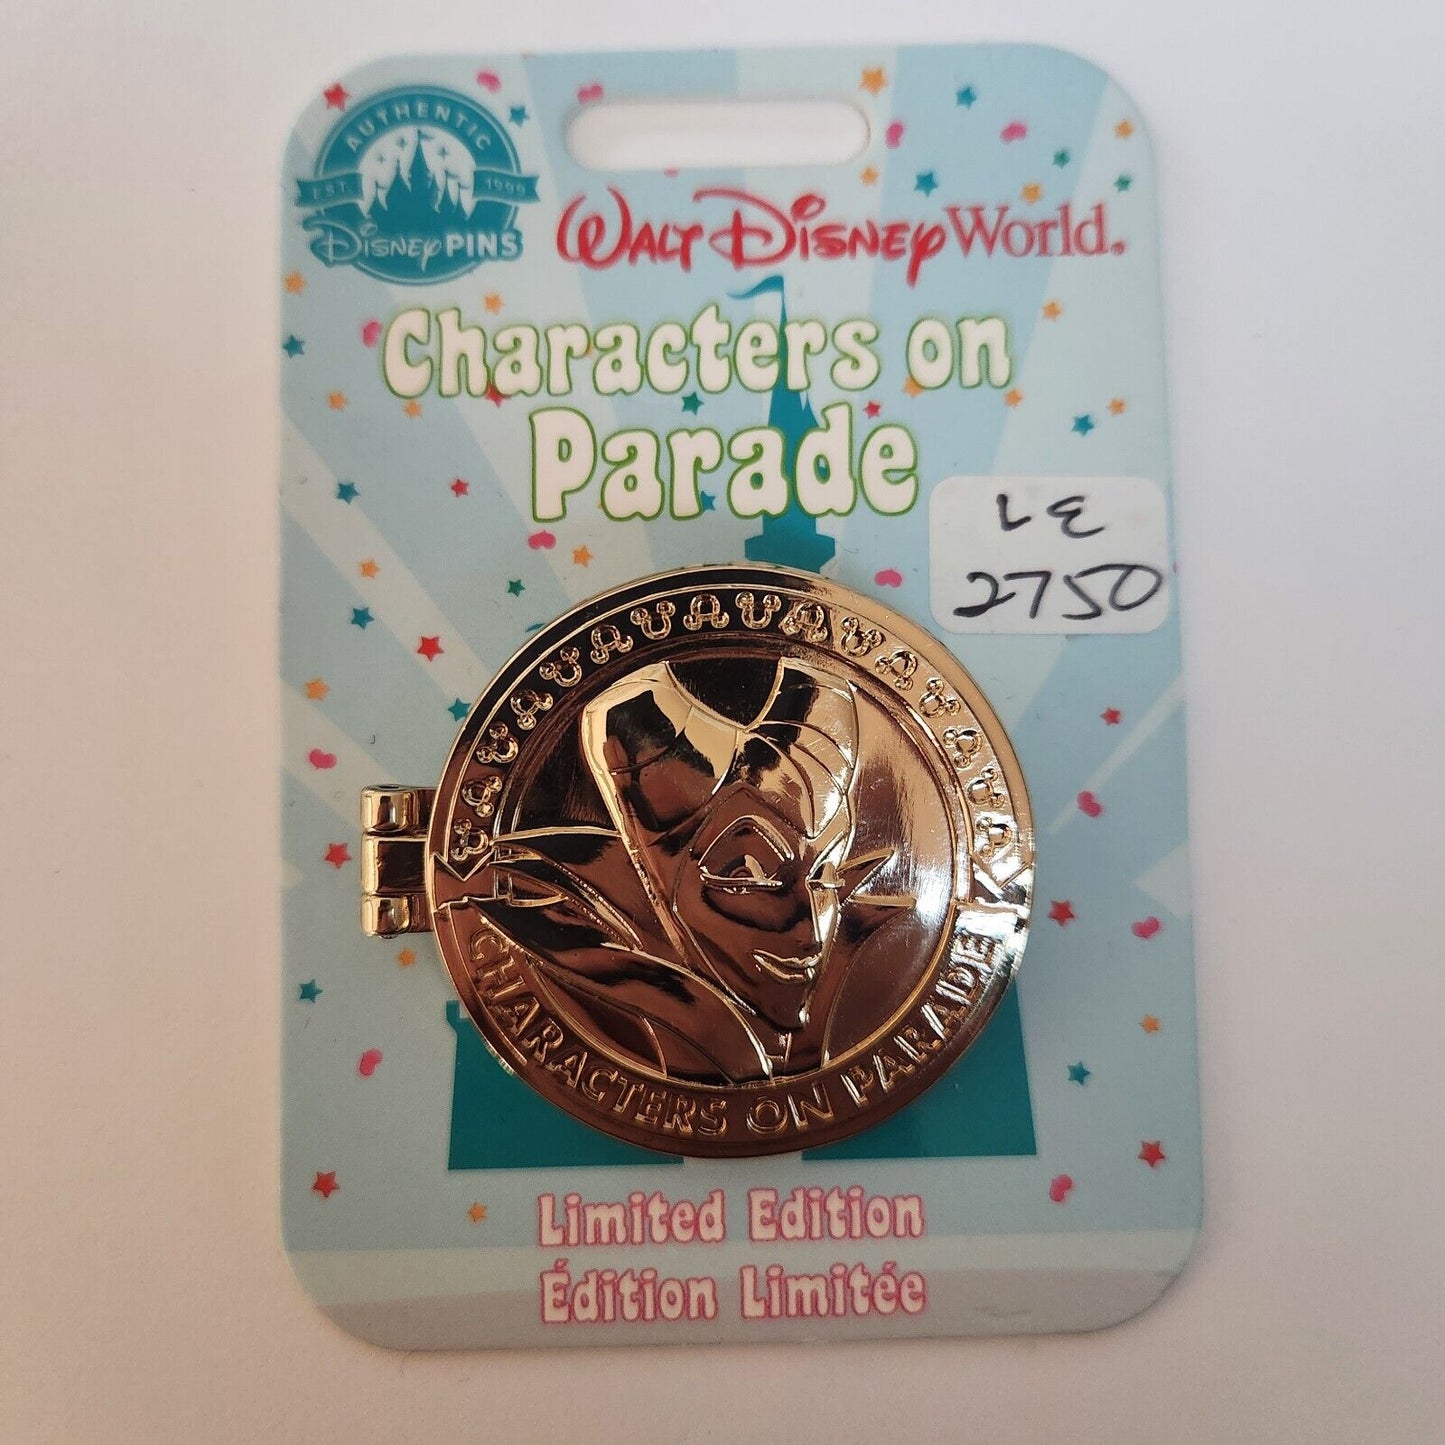 AUTHENTIC
EST. 1999
Disney PINS
Walt Disney World®
Characters on
Parade
LE
2750
CHARACTERS ON PARADE
Limited Edition
Édition Limitée